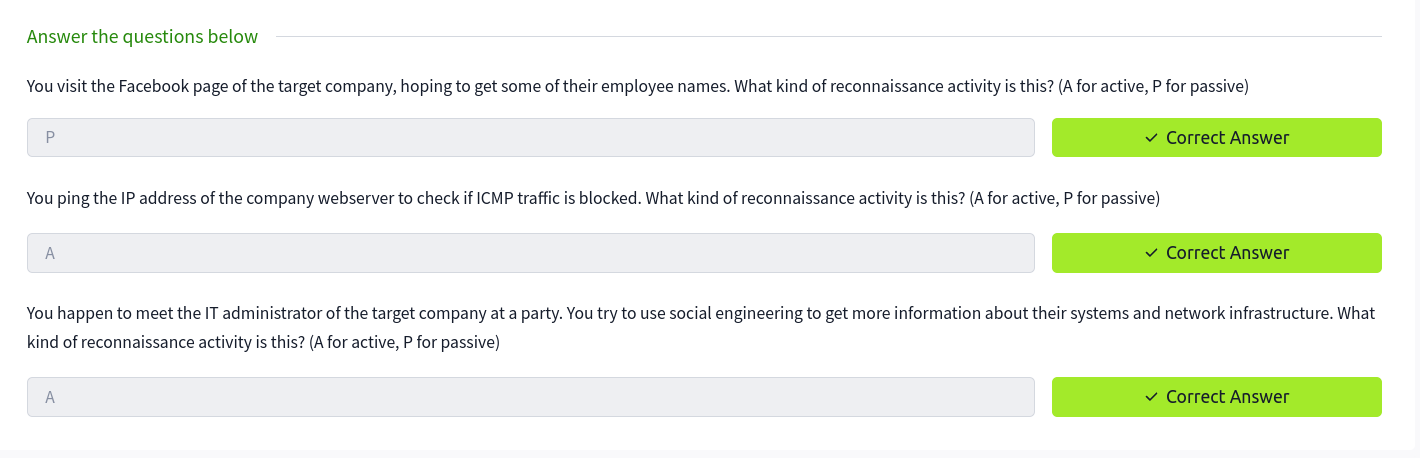 Answer the questions below
You visit the Facebook page of the target company, hoping to get some of their employee names. What kind of reconnaissance activity is this? (A for active, P for passive)
P
✓ Correct Answer
You ping the IP address of the company webserver to check if ICMP traffic is blocked. What kind of reconnaissance activity is this? (A for active, P for passive)
A
✓ Correct Answer
You happen to meet the IT administrator of the target company at a party. You try to use social engineering to get more information about their systems and network infrastructure. What
kind of reconnaissance activity is this? (A for active, P for passive)
A
✓ Correct Answer